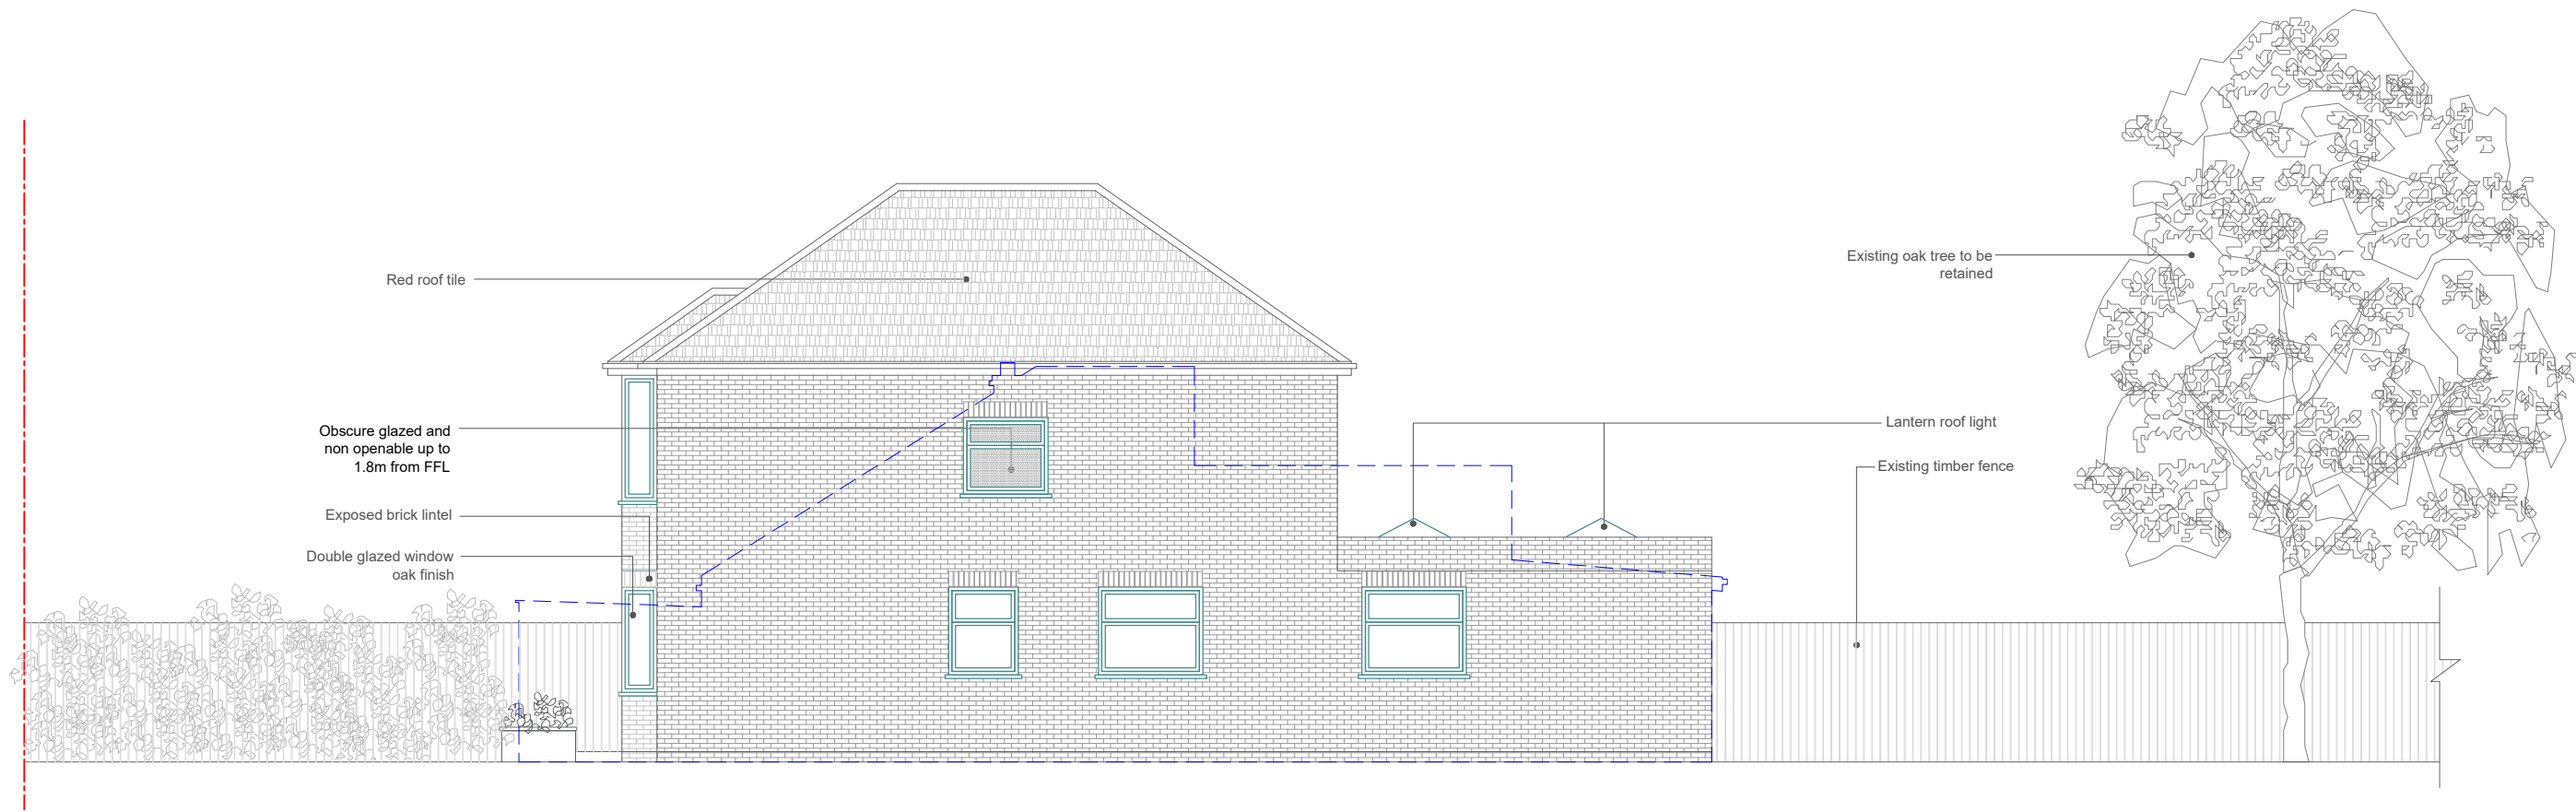 Red roof tile
Existing oak tree to be
retained
Obscure glazed and
non openable up to
1.8m from FFL
Lantern roof light
Existing timber fence
Exposed brick lintel
Double glazed window
oak finish